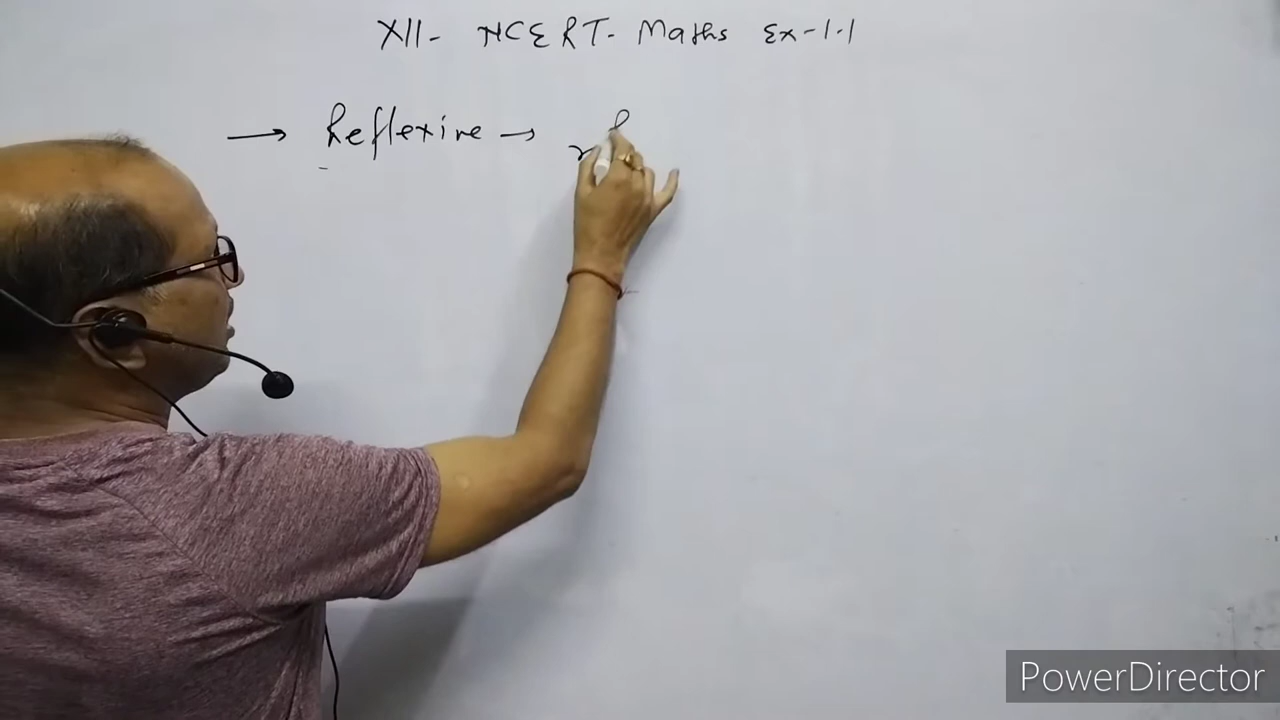 XII- NCERT- Maths Ex-1.1
→ Reflexive →
PowerDirector